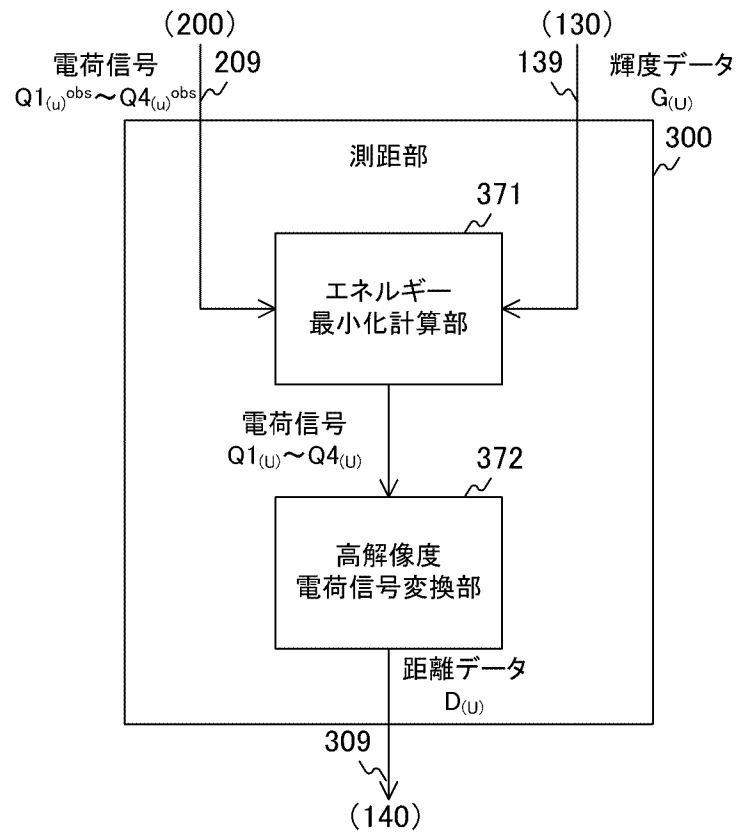 (200)
(130)
電荷信号
209
139
輝度データ
Q1(u)obs～Q4(u)obs
G(U)
300
測距部
371
エネルギー
最小化計算部
電荷信号
Q1(U)～Q4(U)
372
高解像度
電荷信号変換部
距離データ
D(U)
309
(140)